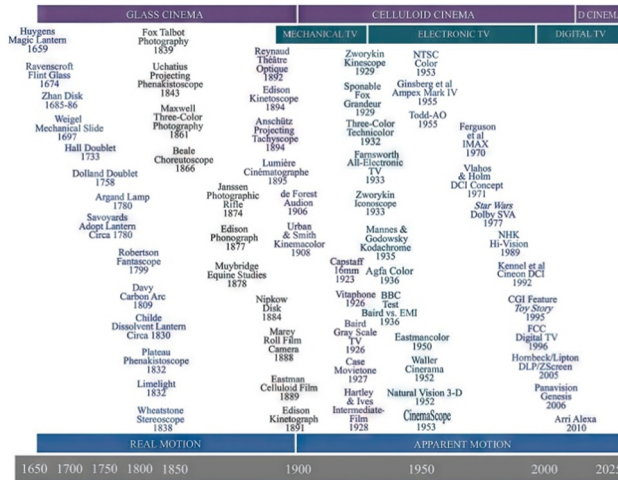 GLASS CINEMA
CELLULOID CINEMA
D CINEMA
MECHANICAL TV
ELECTRONIC TV
DIGITAL TV
Huygens
Magic Lantern
1659
Ravenscroft
Flint Glass
1674
Zhan Disk
1685-86
Weigel
Mechanical Slide
1697
Hall Doublet
1733
Dolland Doublet
1758
Argand Lamp
1780
Savoyards
Adopt Lantern
Circa 1780
Robertson
Fantascope
1799
Davy
Carbon Arc
1809
Childe
Dissolvent Lantern
Circa 1830
Plateau
Phenakistoscope
1832
Limelight
1832
Wheatstone
Stereoscope
1838
Fox Talbot
Photography
1839
Uchatius
Projecting
Phenakistoscope
1843
Maxwell
Three-Color
Photography
1861
Beale
Choreutoscope
1866
Janssen
Photographic
Rifle
1874
Edison
Phonograph
1877
Muybridge
Equine Studies
1878
Nipkow
Disk
1884
Marey
Roll Film
Camera
1888
Eastman
Celluloid Film
1889
Edison
Kinetograph
1891
Reynaud
Théâtre
Optique
1892
Edison
Kinetoscope
1894
Anschütz
Projecting
Tachyscope
1894
Lumière
Cinématographe
1895
de Forest
Audion
1906
Urban
& Smith
Kinemacolor
1908
Capstaff
16mm
1923
Vitaphone
1926
Baird
Gray Scale
TV
1926
Case
Movietone
1927
Hartley
& Ives
Intermediate-
Film
1928
Zworykin
Kinescope
1929
Sponable
Fox
Grandeur
1929
Three-Color
Technicolor
1932
Farnsworth
All-Electronic
TV
1933
Zworykin
Iconoscope
1933
Mannes &
Godowsky
Kodachrome
1935
Agfa Color
1936
BBC
Test
Baird vs. EMI
1936
Eastmancolor
1950
Waller
Cinerama
1952
Natural Vision 3-D
1952
CinemaScope
1953
NTSC
Color
1953
Ginsberg et al
Ampex Mark IV
1955
Todd-AO
1955
Ferguson
et al
IMAX
1970
Vlahos
& Holm
DCI Concept
1971
Star Wars
Dolby SVA
1977
NHK
Hi-Vision
1989
Kennel et al
Cineon DCI
1992
CGI Feature
Toy Story
1995
FCC
Digital TV
1996
Hornbeck/Lipton
DLP/ZScreen
2005
Panavision
Genesis
2006
Arri Alexa
2010
REAL MOTION
APPARENT MOTION
1650 1700 1750 1800 1850 1900 1950 2000 2025